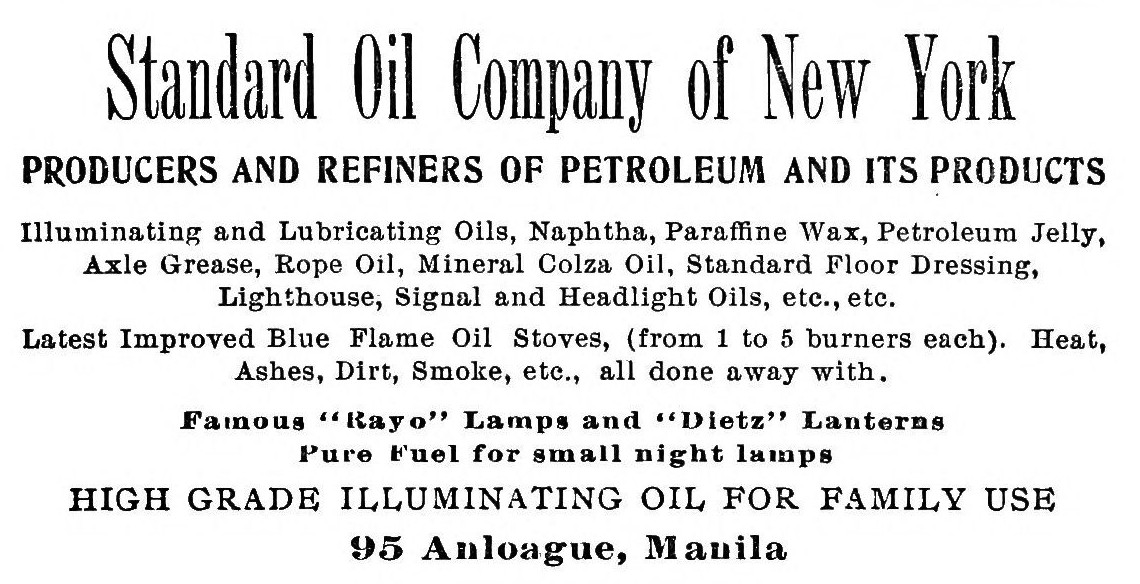 Standard Oil Company of New York
PRODUCERS AND REFINERS OF PETROLEUM AND ITS PRODUCTS
Illuminating and Lubricating Oils, Naphtha, Paraffine Wax, Petroleum Jelly,
Axle Grease, Rope Oil, Mineral Colza Oil, Standard Floor Dressing,
Lighthouse, Signal and Headlight Oils, etc., etc.
Latest Improved Blue Flame Oil Stoves, (from 1 to 5 burners each). Heat,
Ashes, Dirt, Smoke, etc., all done away with.
Famous "Rayo" Lamps and "Dietz" Lanterns
Pure Fuel for small night lamps
HIGH GRADE ILLUMINATING OIL FOR FAMILY USE
95 Anloague, Manila